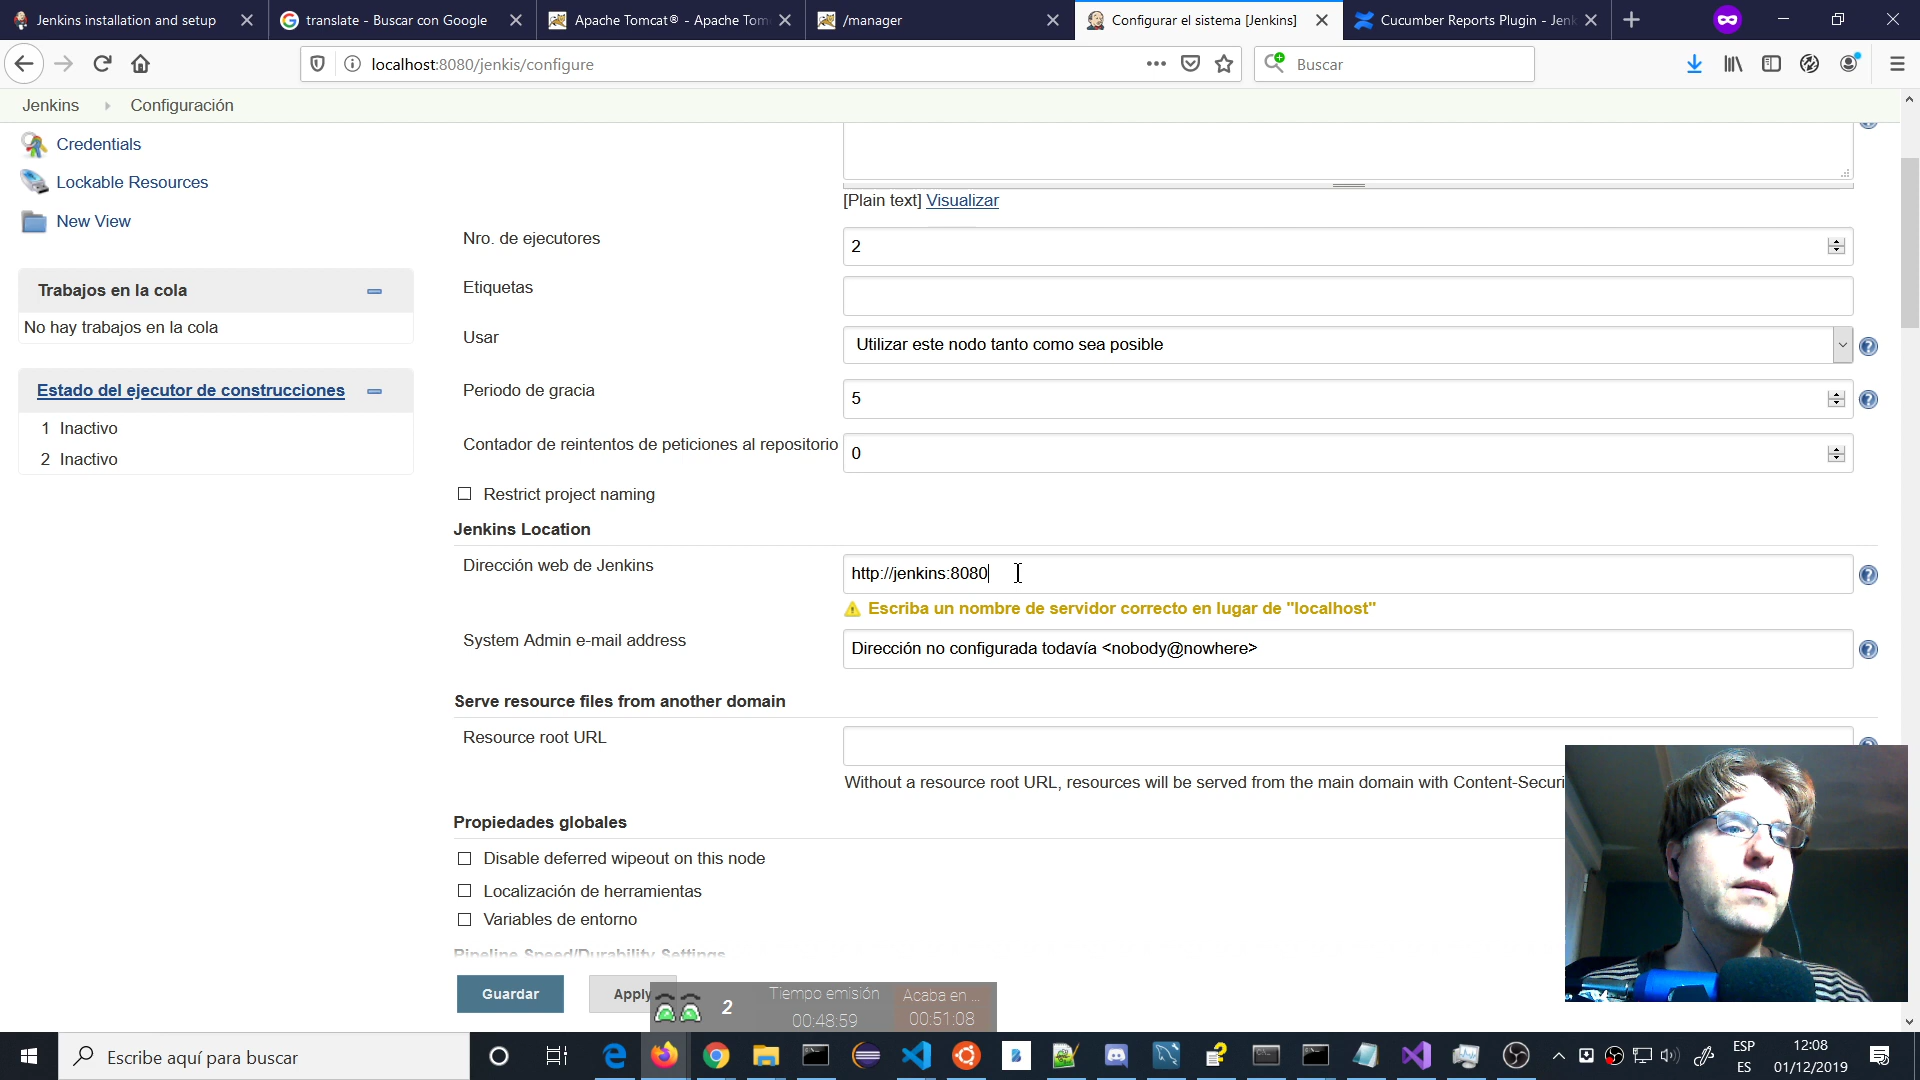 Jenkins installation and setup
translate - Buscar con Google
Apache Tomcat® - Apache Tom
/manager
Configurar el sistema [Jenkins]
Cucumber Reports Plugin - Jenk
localhost:8080/jenkis/configure
Buscar
Jenkins
Configuración
Credentials
Lockable Resources
New View
Trabajos en la cola
No hay trabajos en la cola
Estado del ejecutor de construcciones
1 Inactivo
2 Inactivo
[Plain text] Visualizar
Nro. de ejecutores
2
Etiquetas
Usar
Utilizar este nodo tanto como sea posible
Periodo de gracia
5
Contador de reintentos de peticiones al repositorio
0
Restrict project naming
Jenkins Location
Dirección web de Jenkins
http://jenkins:8080
Escriba un nombre de servidor correcto en lugar de "localhost"
System Admin e-mail address
Dirección no configurada todavía <nobody@nowhere>
Serve resource files from another domain
Resource root URL
Without a resource root URL, resources will be served from the main domain with Content-Securi
Propiedades globales
Disable deferred wipeout on this node
Localización de herramientas
Variables de entorno
Pipeline Speed/Durability Settings
Guardar
Apply
2
Tiempo emisión
00:48:59
Acaba en ...
00:51:08
Escribe aquí para buscar
ESP
ES
12:08
01/12/2019